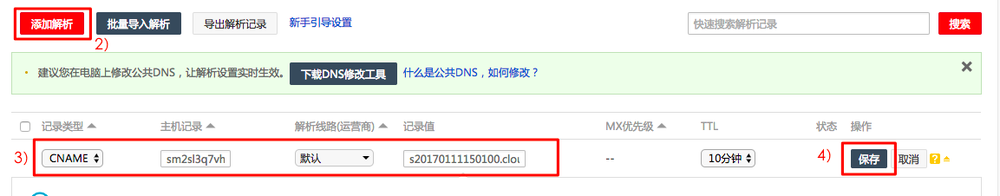 添加解析 批量导入解析 导出解析记录 新手引导设置 快速搜索解析记录 搜索
2)
• 建议您在电脑上修改公共DNS，让解析设置实时生效。 下载DNS修改工具 什么是公共DNS，如何修改？
记录类型 主机记录 解析线路(运营商) 记录值 MX优先级 TTL 状态 操作
3) CNAME sm2sl3q7vh 默认 s20170111150100.clou -- 10分钟 4) 保存 取消 ?